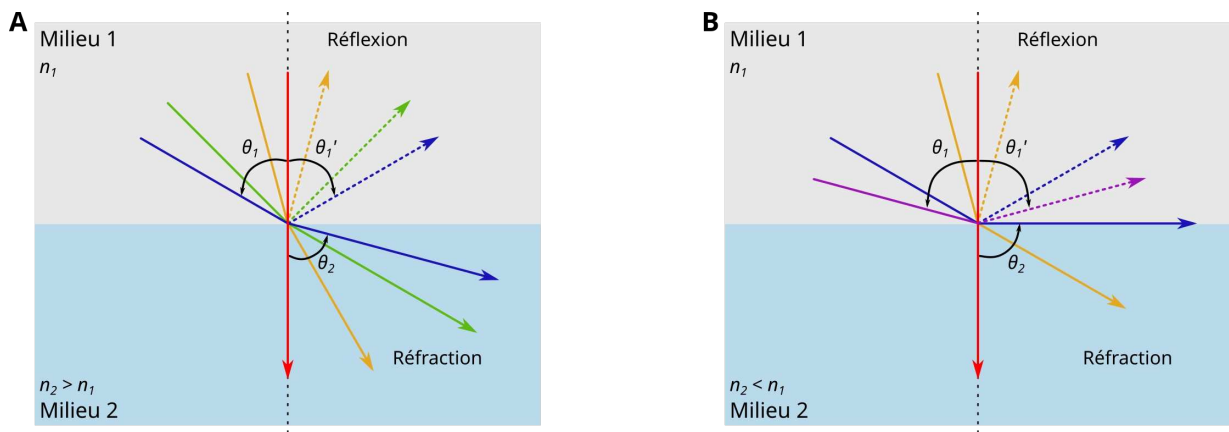 A
Milieu 1
n1
Réflexion
θ1
θ1'
θ2
Réfraction
n2 > n1
Milieu 2
B
Milieu 1
n1
Réflexion
θ1
θ1'
θ2
Réfraction
n2 < n1
Milieu 2